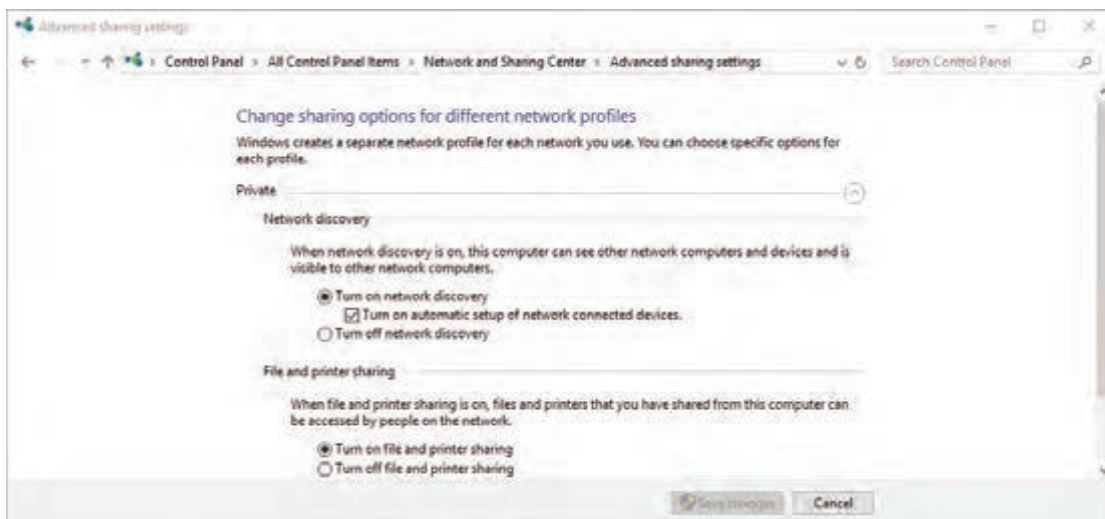 Advanced sharing settings
Control Panel > All Control Panel Items > Network and Sharing Center > Advanced sharing settings
Search Control Panel
Change sharing options for different network profiles
Windows creates a separate network profile for each network you use. You can choose specific options for
each profile.
Private
Network discovery
When network discovery is on, this computer can see other network computers and devices and is
visible to other network computers.
Turn on network discovery
Turn on automatic setup of network connected devices.
Turn off network discovery
File and printer sharing
When file and printer sharing is on, files and printers that you have shared from this computer can
be accessed by people on the network.
Turn on file and printer sharing
Turn off file and printer sharing
Save changes
Cancel